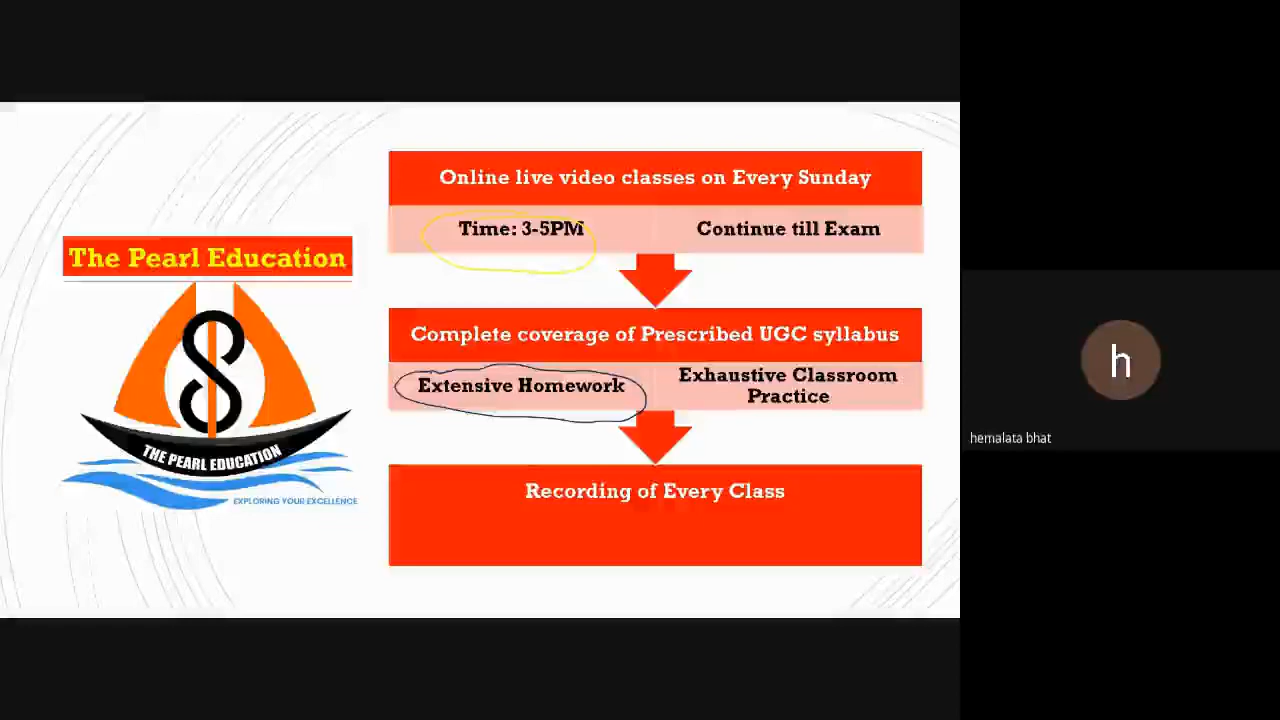 The Pearl Education
THE PEARL EDUCATION
EXPLORING YOUR EXCELLENCE
Online live video classes on Every Sunday
Time: 3-5PM
Continue till Exam
Complete coverage of Prescribed UGC syllabus
Extensive Homework
Exhaustive Classroom
Practice
Recording of Every Class
h
hemalata bhat